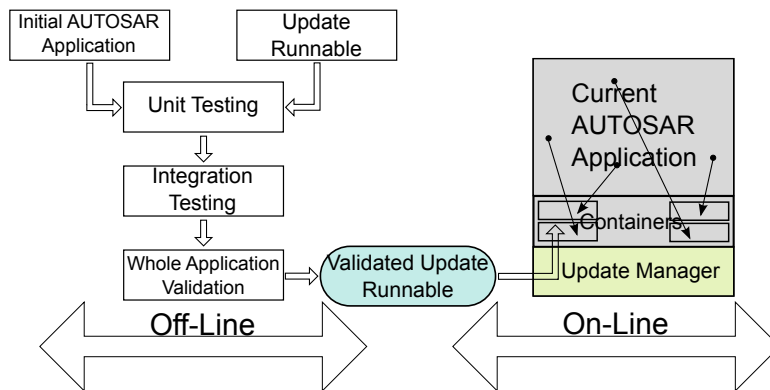 Initial AUTOSAR
Application
Update
Runnable
Unit Testing
Integration
Testing
Whole Application
Validation
Validated Update
Runnable
Current
AUTOSAR
Application
Containers
Update Manager
Off-Line
On-Line